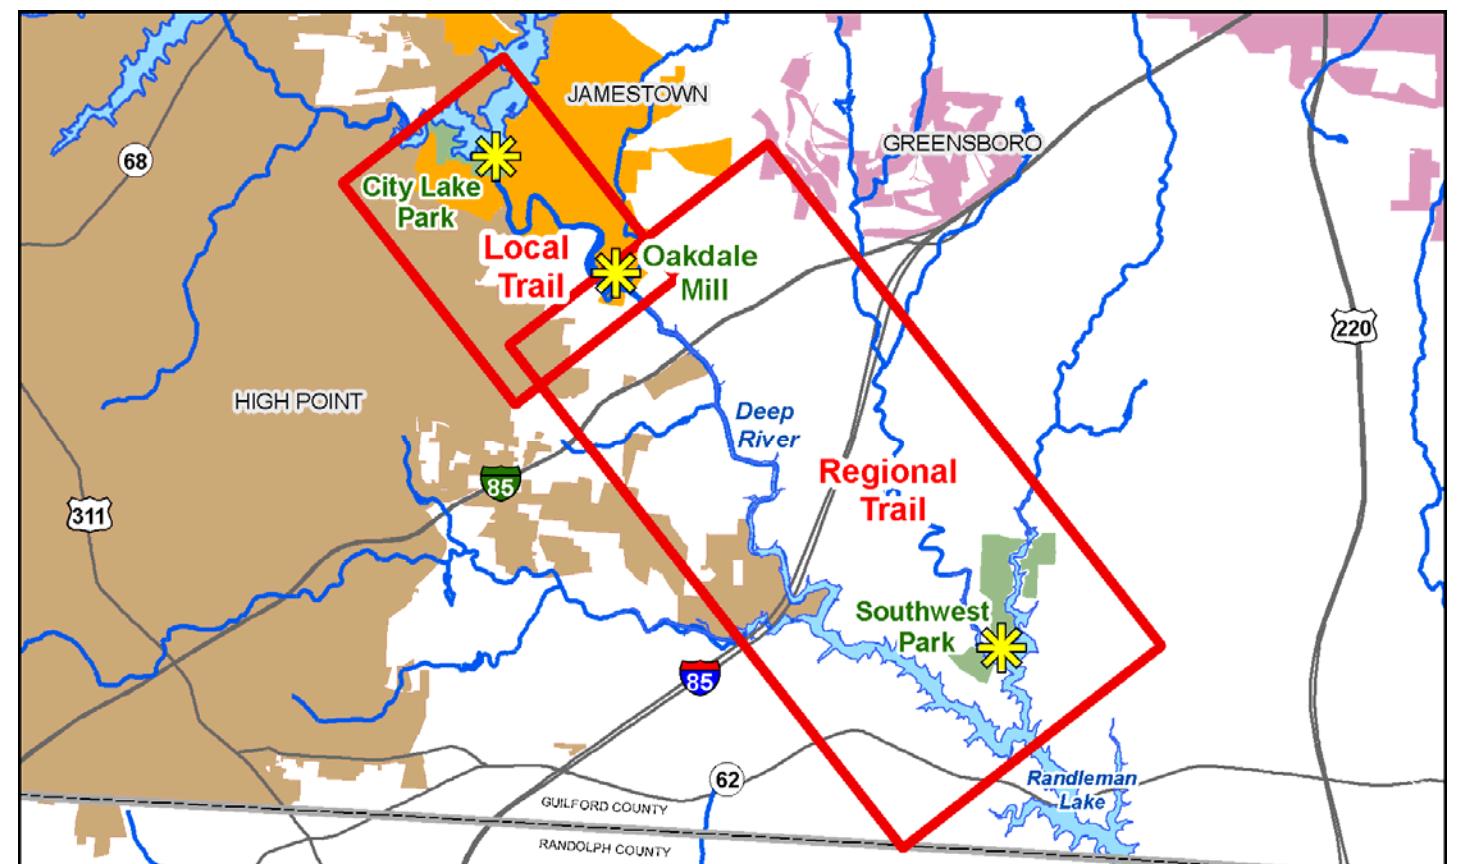 JAMESTOWN
GREENSBORO
68
City Lake
Park
Local
Trail
Oakdale
Mill
220
HIGH POINT
Deep
River
Regional
Trail
85
311
Southwest
Park
85
62
Randleman
Lake
GUILFORD COUNTY
RANDOLPH COUNTY